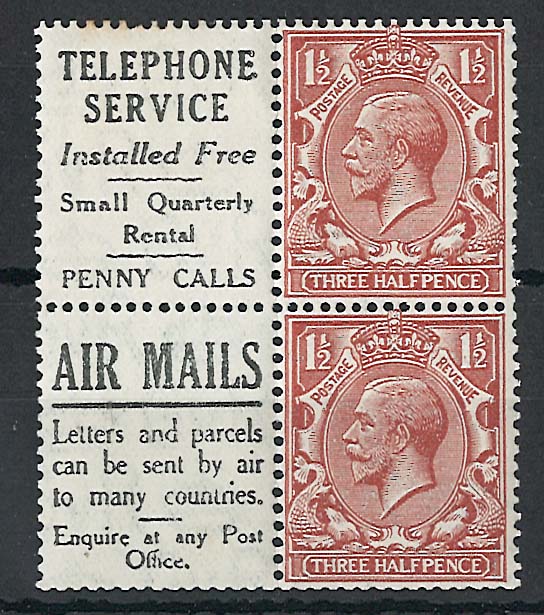 TELEPHONE
SERVICE
Installed Free
Small Quarterly
Rental
PENNY CALLS
1½ 1½
POSTAGE REVENUE
THREE HALFPENCE
AIR MAILS
Letters and parcels
can be sent by air
to many countries.
Enquire at any Post
Office.
1½ 1½
POSTAGE REVENUE
THREE HALFPENCE